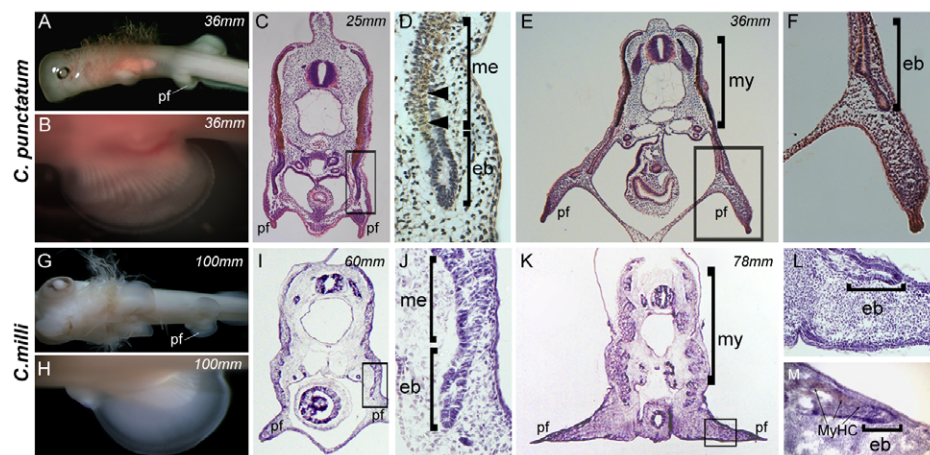 C. punctatum
A 36mm
pf
B 36mm
C 25mm
pf pf
D
me
eb
E 36mm
my
pf pf
F
eb
C.milli
G 100mm
pf
H 100mm
I 60mm
pf pf
J
me
eb
K 78mm
my
pf pf
L
eb
M
MyHC
eb